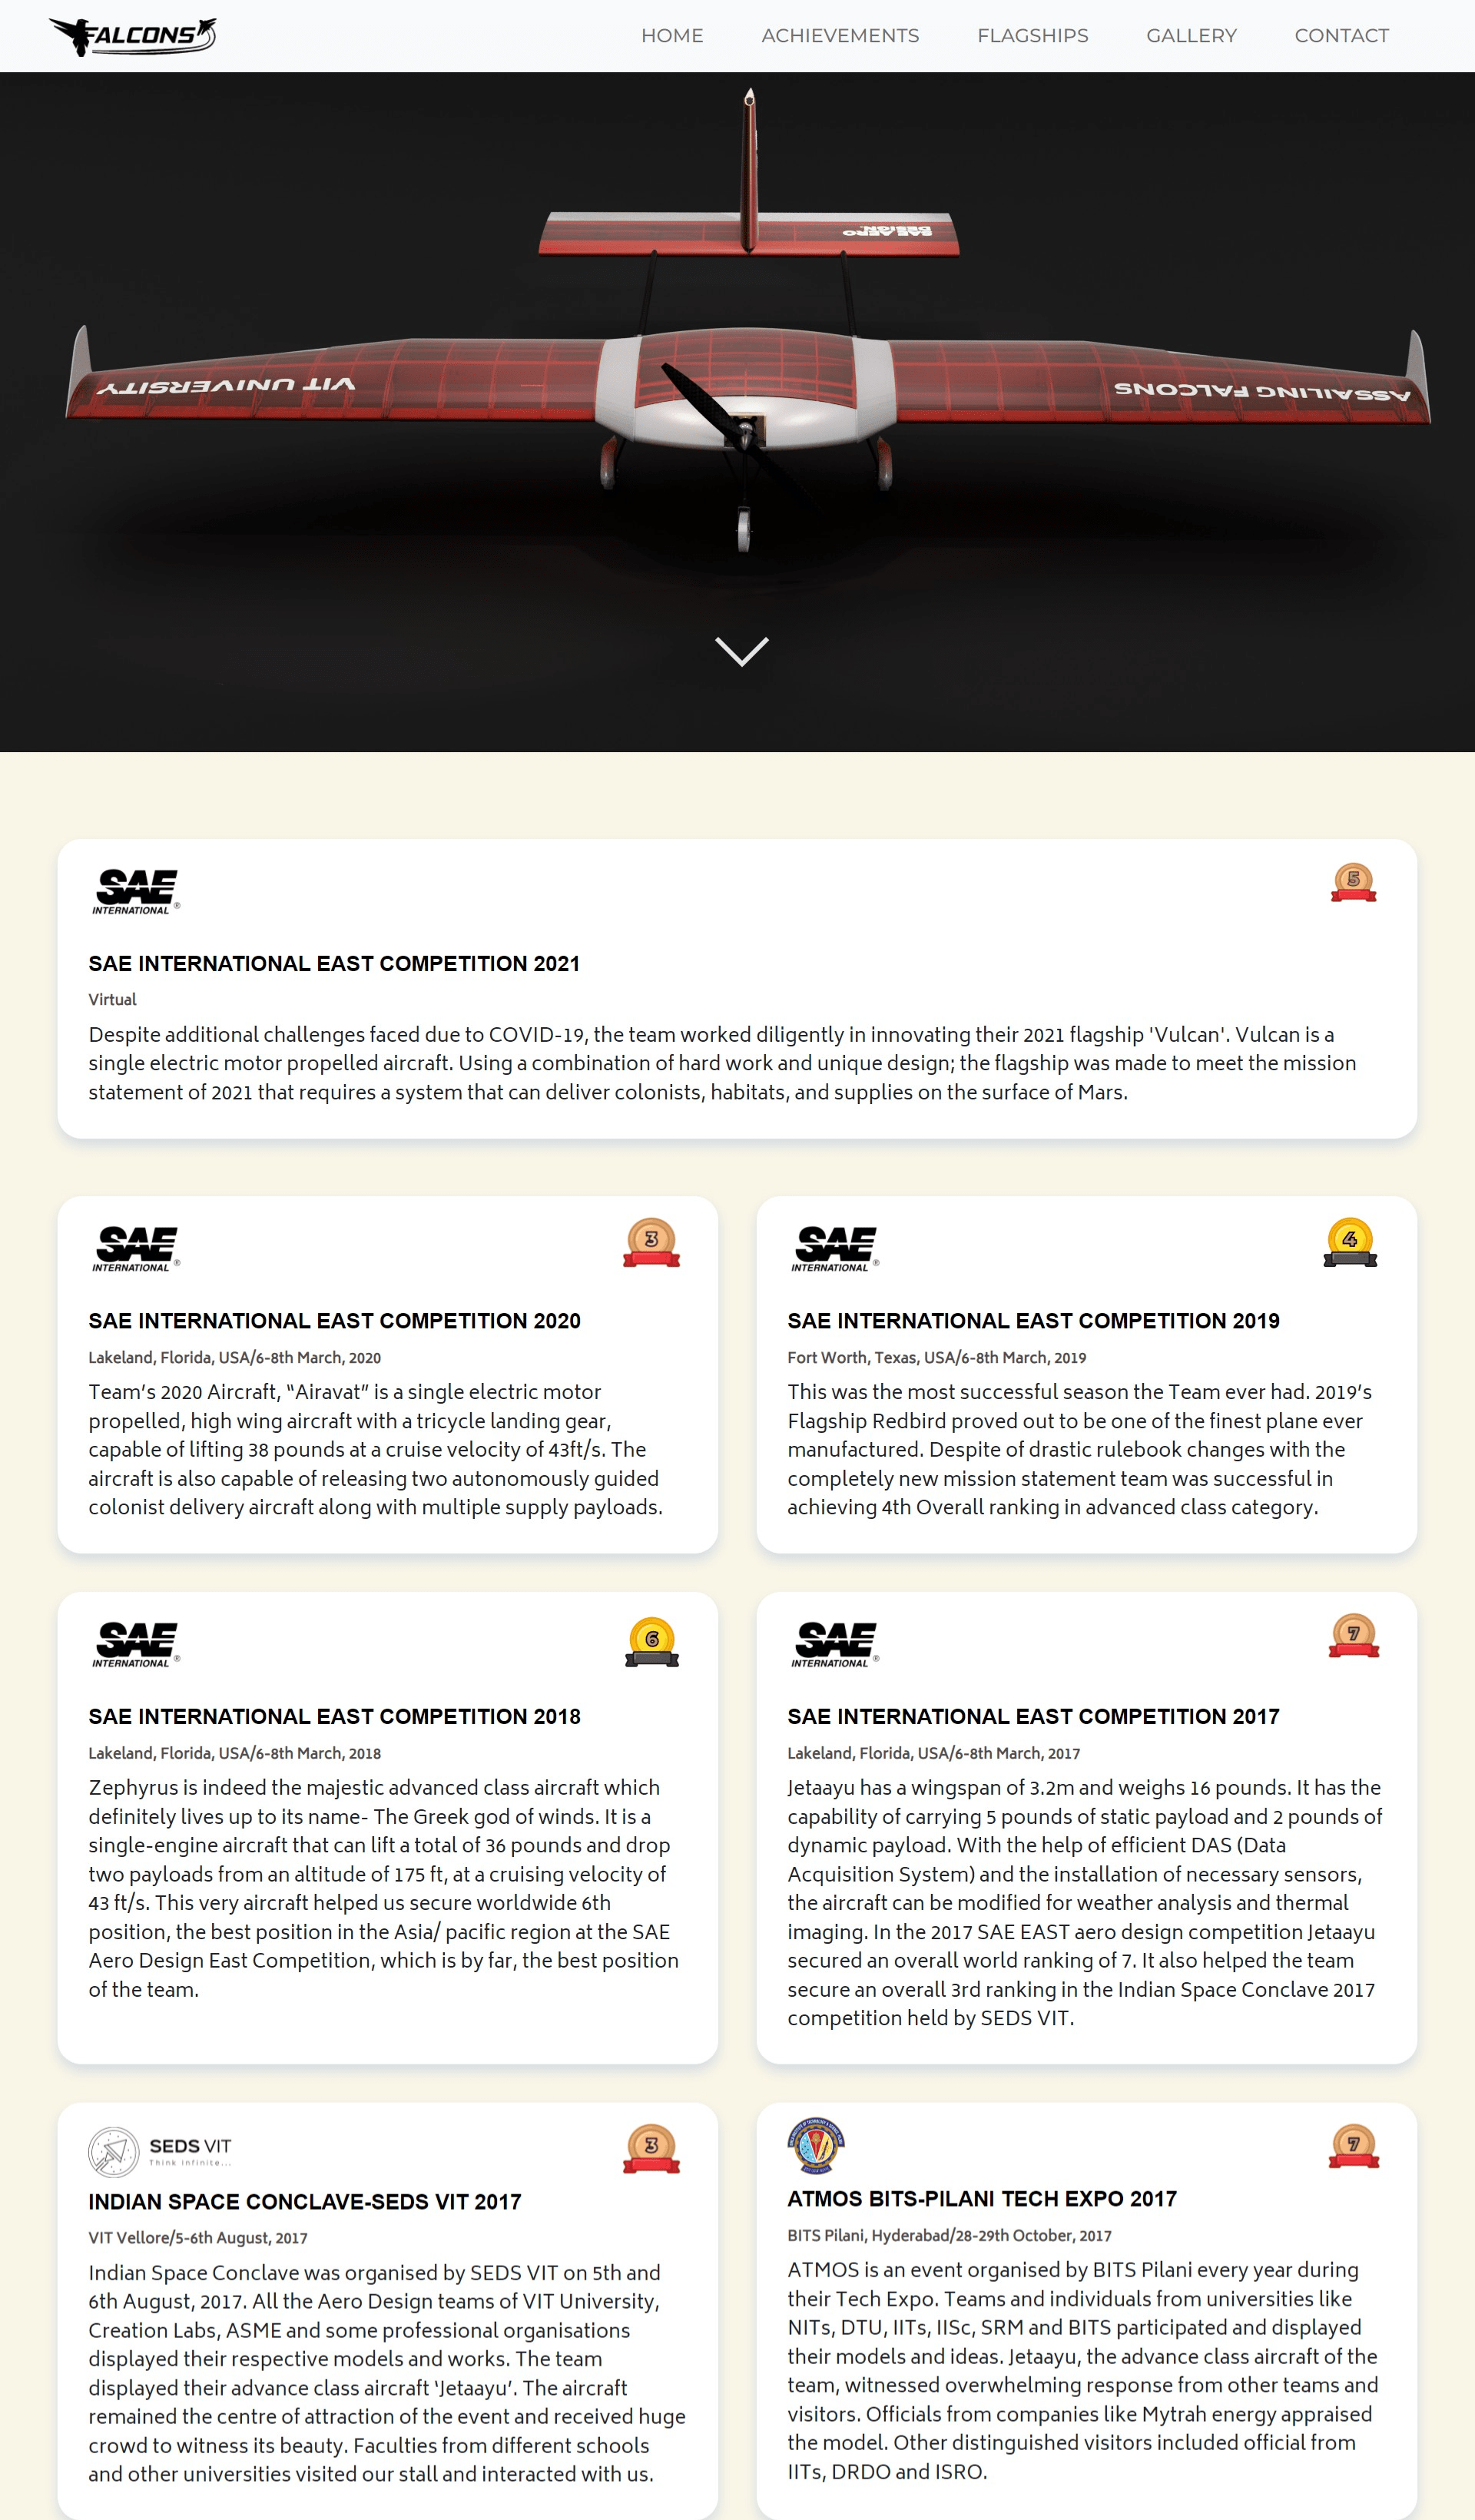 FALCONS
HOME
ACHIEVEMENTS
FLAGSHIPS
GALLERY
CONTACT
SAE AERO
DESIGN
VIT UNIVERSITY
ASSAILING FALCONS
SAE
INTERNATIONAL ®
5
SAE INTERNATIONAL EAST COMPETITION 2021
Virtual
Despite additional challenges faced due to COVID-19, the team worked diligently in innovating their 2021 flagship 'Vulcan'. Vulcan is a
single electric motor propelled aircraft. Using a combination of hard work and unique design; the flagship was made to meet the mission
statement of 2021 that requires a system that can deliver colonists, habitats, and supplies on the surface of Mars.
SAE
INTERNATIONAL ®
3
SAE INTERNATIONAL EAST COMPETITION 2020
Lakeland, Florida, USA/6-8th March, 2020
Team’s 2020 Aircraft, “Airavat” is a single electric motor
propelled, high wing aircraft with a tricycle landing gear,
capable of lifting 38 pounds at a cruise velocity of 43ft/s. The
aircraft is also capable of releasing two autonomously guided
colonist delivery aircraft along with multiple supply payloads.
SAE
INTERNATIONAL ®
4
SAE INTERNATIONAL EAST COMPETITION 2019
Fort Worth, Texas, USA/6-8th March, 2019
This was the most successful season the Team ever had. 2019’s
Flagship Redbird proved out to be one of the finest plane ever
manufactured. Despite of drastic rulebook changes with the
completely new mission statement team was successful in
achieving 4th Overall ranking in advanced class category.
SAE
INTERNATIONAL ®
6
SAE INTERNATIONAL EAST COMPETITION 2018
Lakeland, Florida, USA/6-8th March, 2018
Zephyrus is indeed the majestic advanced class aircraft which
definitely lives up to its name- The Greek god of winds. It is a
single-engine aircraft that can lift a total of 36 pounds and drop
two payloads from an altitude of 175 ft, at a cruising velocity of
43 ft/s. This very aircraft helped us secure worldwide 6th
position, the best position in the Asia/ pacific region at the SAE
Aero Design East Competition, which is by far, the best position
of the team.
SAE
INTERNATIONAL ®
7
SAE INTERNATIONAL EAST COMPETITION 2017
Lakeland, Florida, USA/6-8th March, 2017
Jetaayu has a wingspan of 3.2m and weighs 16 pounds. It has the
capability of carrying 5 pounds of static payload and 2 pounds of
dynamic payload. With the help of efficient DAS (Data
Acquisition System) and the installation of necessary sensors,
the aircraft can be modified for weather analysis and thermal
imaging. In the 2017 SAE EAST aero design competition Jetaayu
secured an overall world ranking of 7. It also helped the team
secure an overall 3rd ranking in the Indian Space Conclave 2017
competition held by SEDS VIT.
SEDS VIT
Think Infinite...
3
INDIAN SPACE CONCLAVE-SEDS VIT 2017
VIT Vellore/5-6th August, 2017
Indian Space Conclave was organised by SEDS VIT on 5th and
6th August, 2017. All the Aero Design teams of VIT University,
Creation Labs, ASME and some professional organisations
displayed their respective models and works. The team
displayed their advance class aircraft ‘Jetaayu’. The aircraft
remained the centre of attraction of the event and received huge
crowd to witness its beauty. Faculties from different schools
and other universities visited our stall and interacted with us.
7
ATMOS BITS-PILANI TECH EXPO 2017
BITS Pilani, Hyderabad/28-29th October, 2017
ATMOS is an event organised by BITS Pilani every year during
their Tech Expo. Teams and individuals from universities like
NITs, DTU, IITs, IISc, SRM and BITS participated and displayed
their models and ideas. Jetaayu, the advance class aircraft of the
team, witnessed overwhelming response from other teams and
visitors. Officials from companies like Mytrah energy appraised
the model. Other distinguished visitors included official from
IITs, DRDO and ISRO.